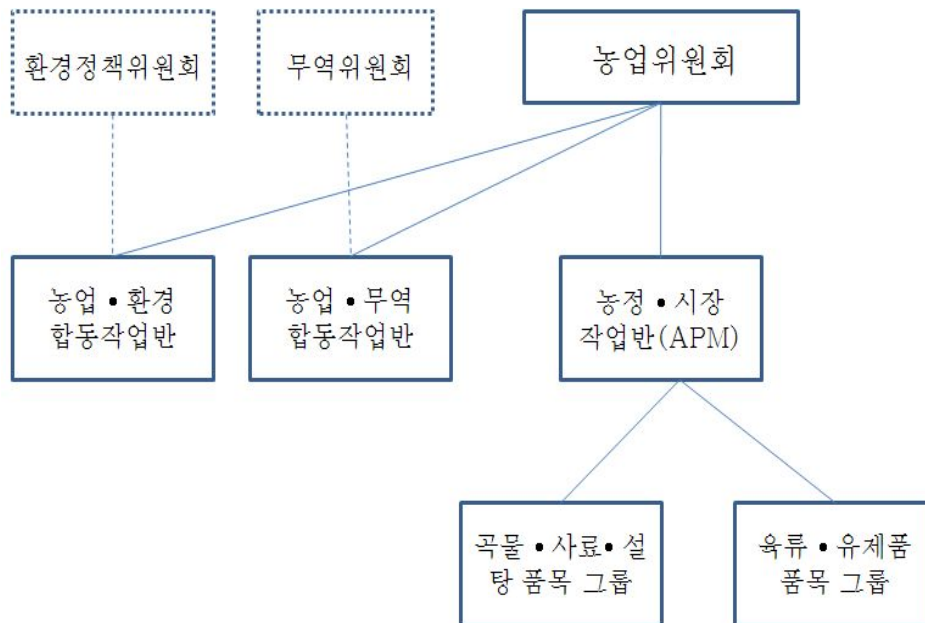 환경정책위원회
무역위원회
농업위원회
농업 • 환경
합동작업반
농업 • 무역
합동작업반
농정 • 시장
작업반(APM)
곡물 • 사료 • 설
탕 품목 그룹
육류 • 유제품
품목 그룹